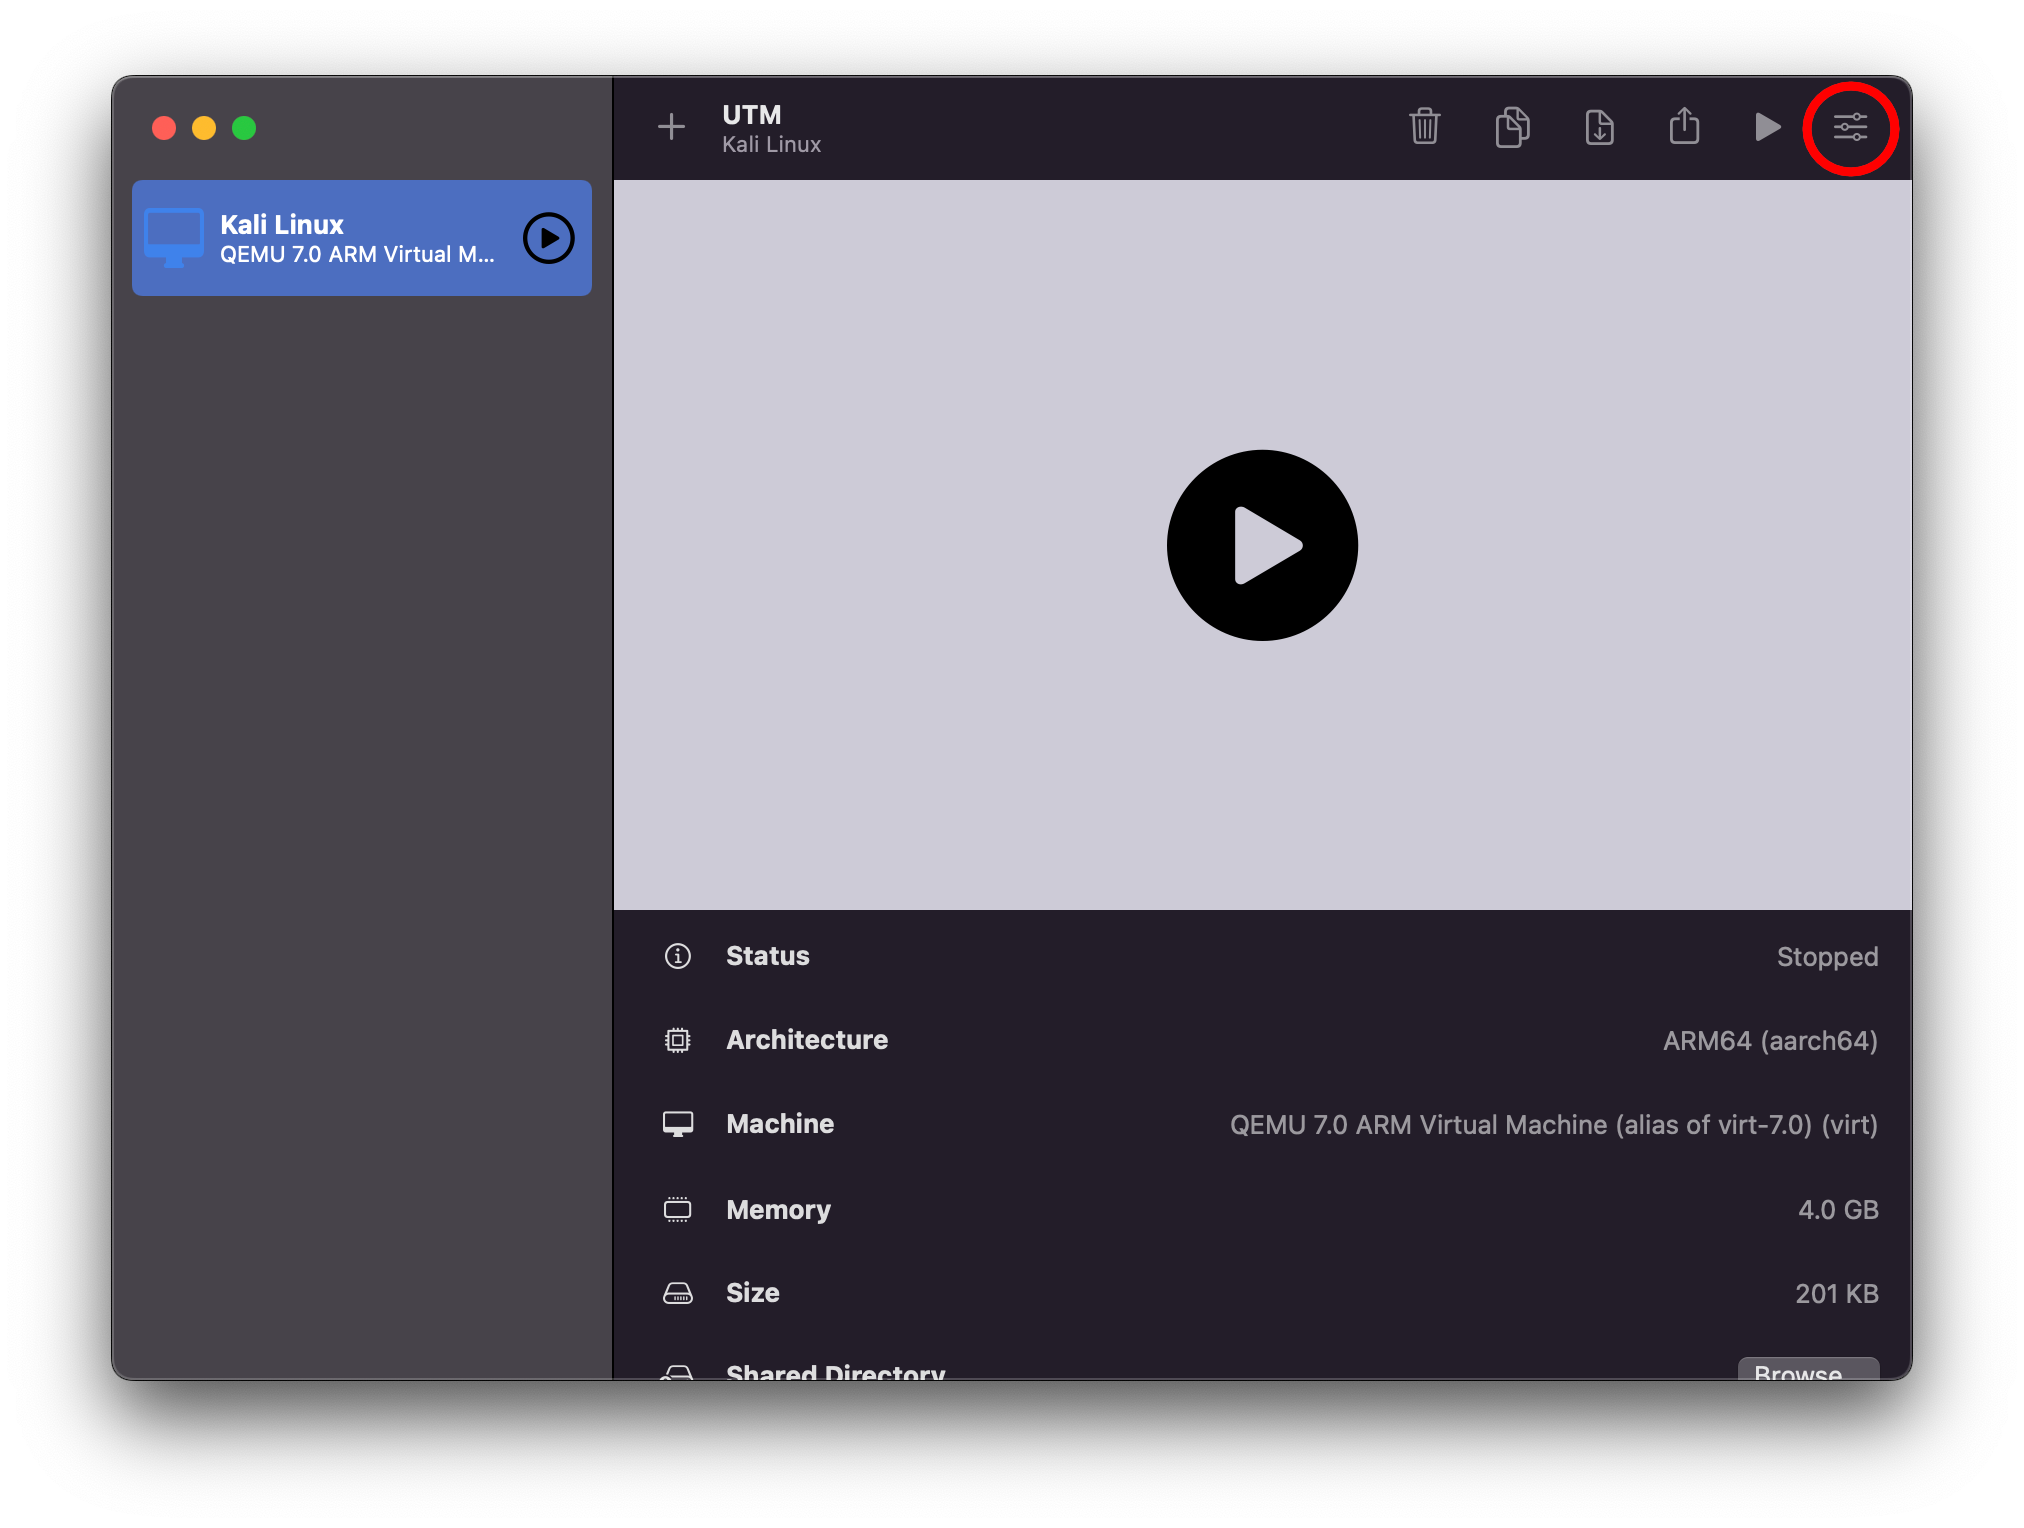 UTM
Kali Linux
Kali Linux
QEMU 7.0 ARM Virtual M...
Status Stopped
Architecture ARM64 (aarch64)
Machine QEMU 7.0 ARM Virtual Machine (alias of virt-7.0) (virt)
Memory 4.0 GB
Size 201 KB
Shared Directory Browse...